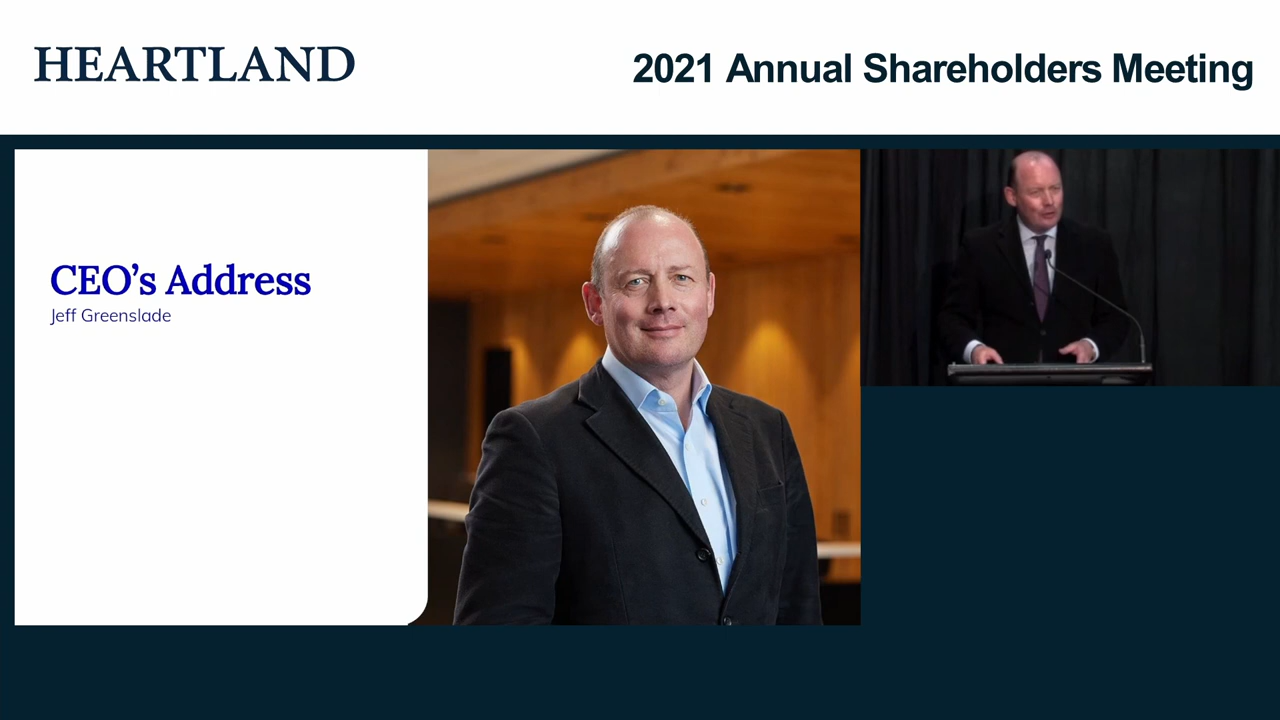 HEARTLAND
2021 Annual Shareholders Meeting
CEO’s Address
Jeff Greenslade